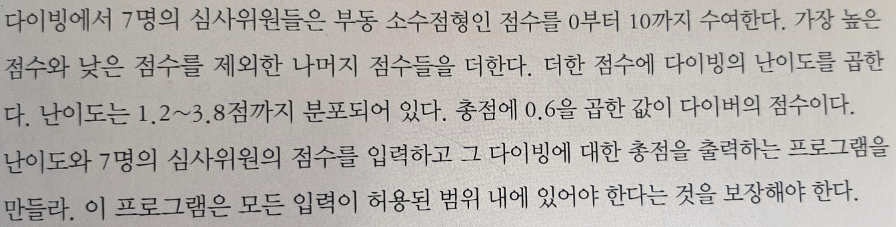 다이빙에서 7명의 심사위원들은 부동 소수점형인 점수를 0부터 10까지 수여한다. 가장 높은
점수와 낮은 점수를 제외한 나머지 점수들을 더한다. 더한 점수에 다이빙의 난이도를 곱한
다. 난이도는 1.2~3.8점까지 분포되어 있다. 총점에 0.6을 곱한 값이 다이버의 점수이다.
난이도와 7명의 심사위원의 점수를 입력하고 그 다이빙에 대한 총점을 출력하는 프로그램을
만들라. 이 프로그램은 모든 입력이 허용된 범위 내에 있어야 한다는 것을 보장해야 한다.